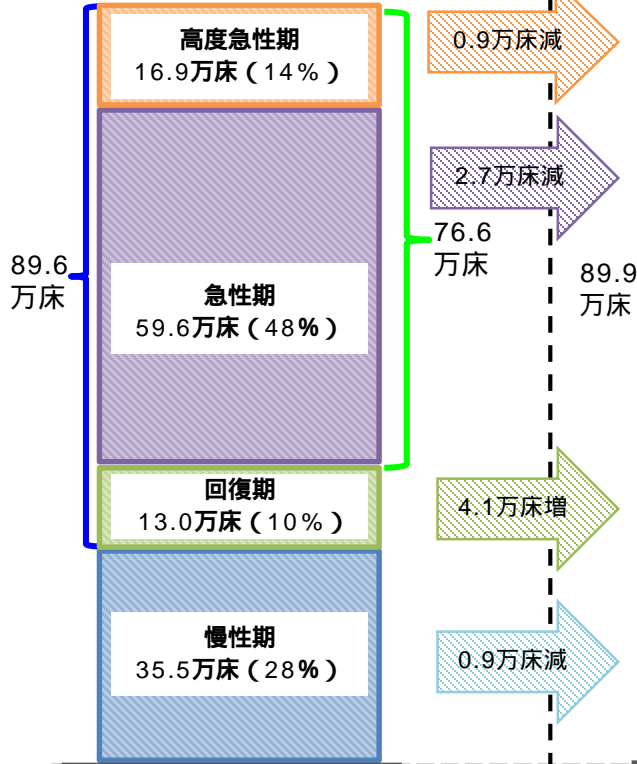 高度急性期
16.9万床（14%）
0.9万床減
2.7万床減
76.6
万床
89.6
万床
89.9
万床
急性期
59.6万床（48%）
回復期
13.0万床（10%）
4.1万床増
慢性期
35.5万床（28%）
0.9万床減